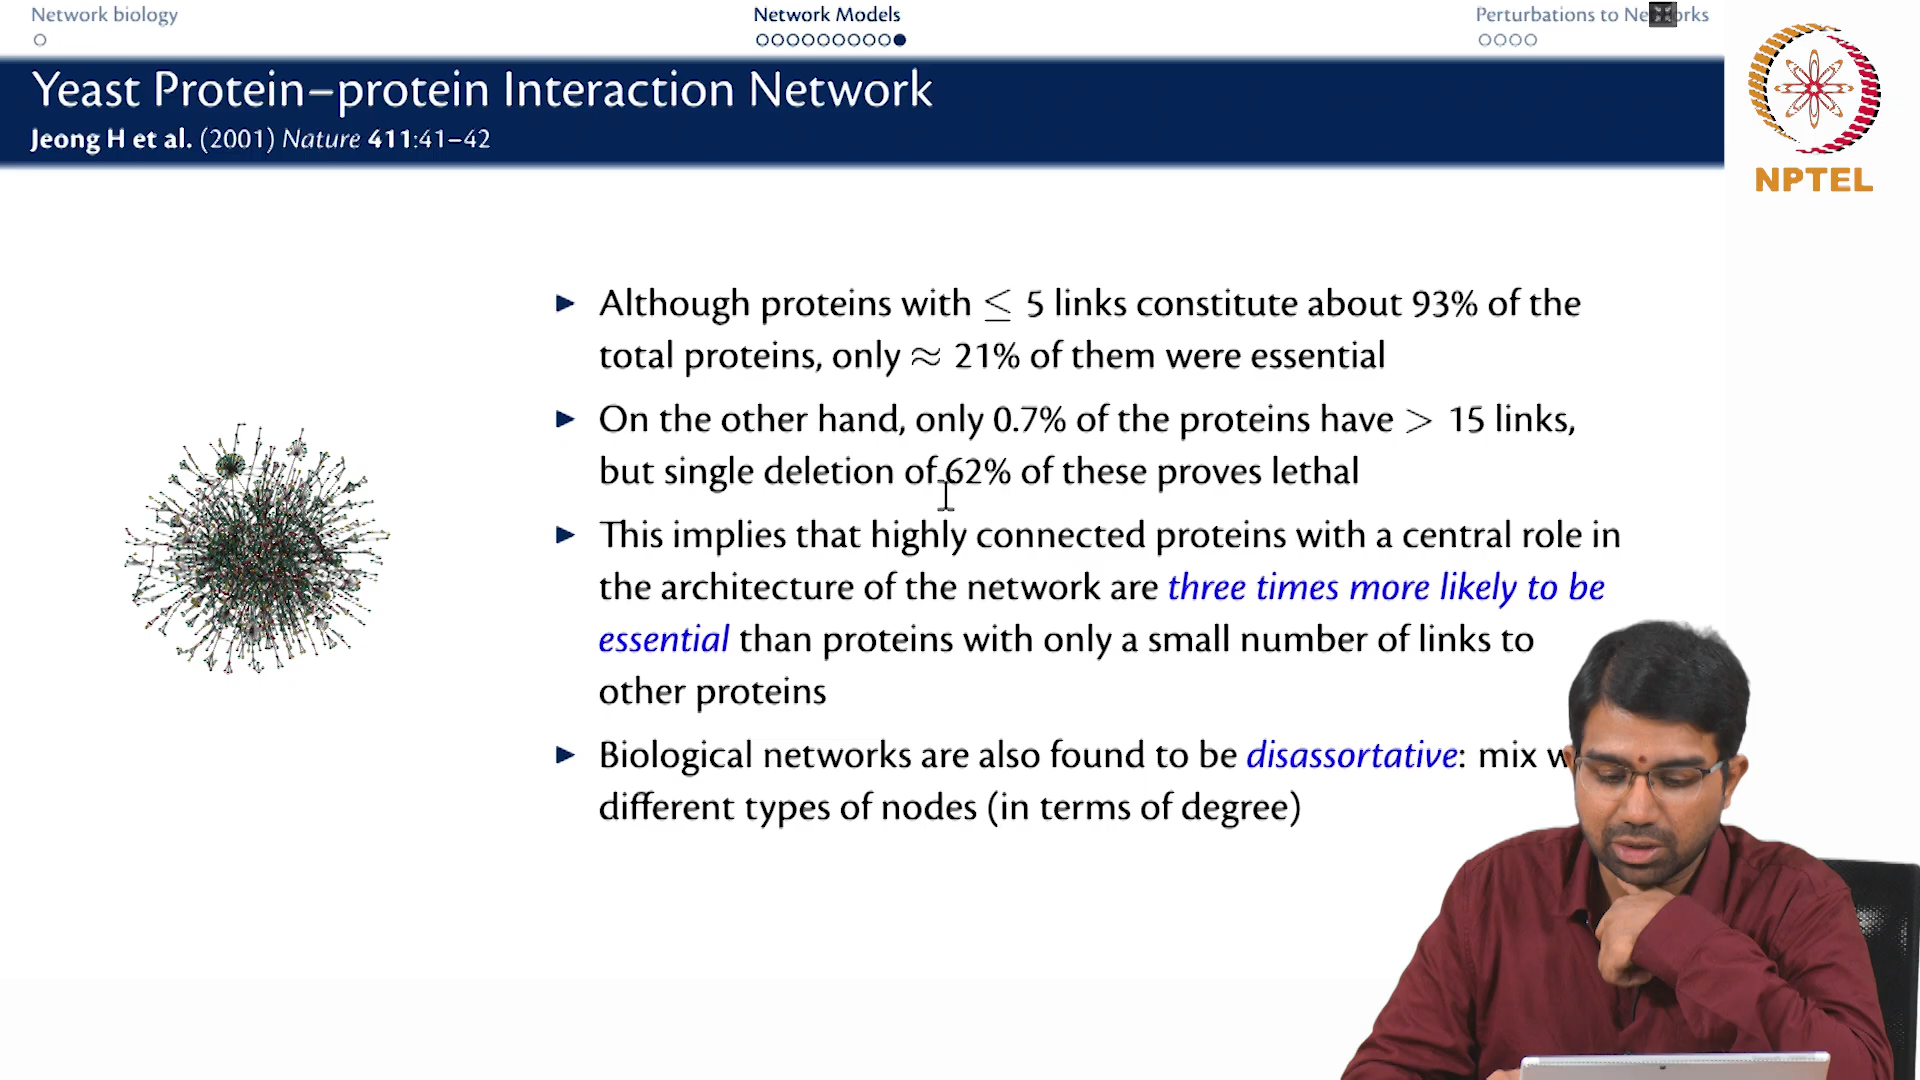 Network biology
Network Models
Perturbations to Ne orks
Yeast Protein–protein Interaction Network
Jeong H et al. (2001) Nature 411:41–42
NPTEL
▶ Although proteins with ≤ 5 links constitute about 93% of the
total proteins, only ≈ 21% of them were essential
▶ On the other hand, only 0.7% of the proteins have > 15 links,
but single deletion of 62% of these proves lethal
▶ This implies that highly connected proteins with a central role in
the architecture of the network are three times more likely to be
essential than proteins with only a small number of links to
other proteins
▶ Biological networks are also found to be disassortative: mix w
different types of nodes (in terms of degree)